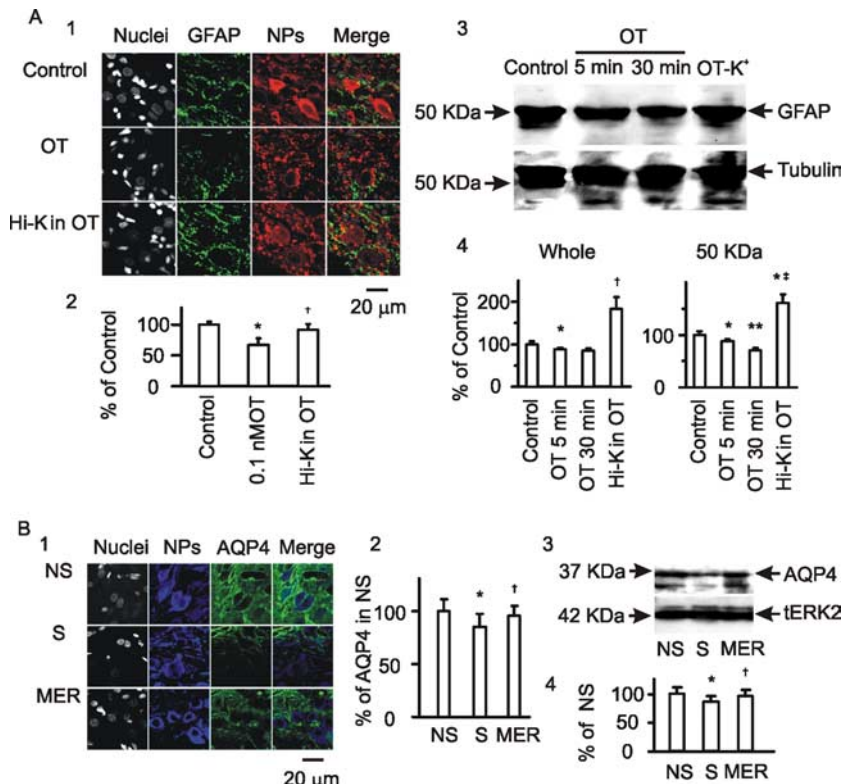 A
1
Nuclei GFAP NPs Merge
Control
OT
Hi-K in OT
20 µm
2
% of Control
100
50
0
Control
0.1 nMOT
Hi-K in OT
* †
3
OT
Control 5 min 30 min OT-K⁺
50 KDa GFAP
50 KDa Tubulin
4
Whole
% of Control
200
100
0
* †
Control
OT 5 min
OT 30 min
Hi-K in OT
50 KDa
100
0
* ** *‡
Control
OT 5 min
OT 30 min
Hi-K in OT
B
1
Nuclei NPs AQP4 Merge
NS
S
MER
20 µm
2
% of AQP4 in NS
100
50
0
* †
NS S MER
3
37 KDa AQP4
42 KDa tERK2
NS S MER
4
% of NS
100
50
0
* †
NS S MER